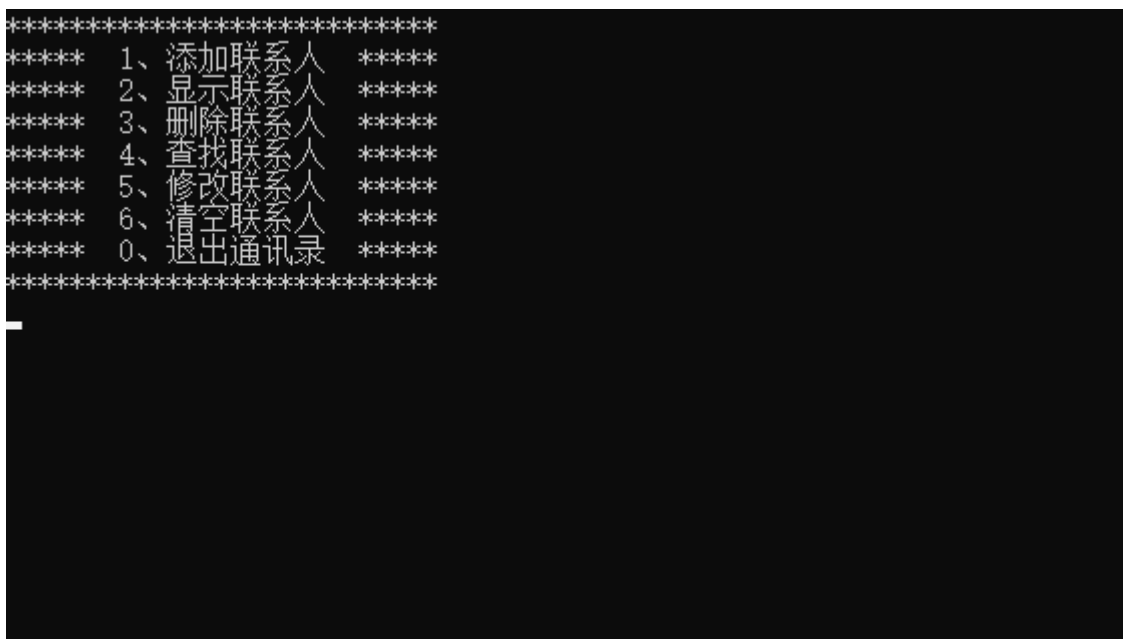 ***************************
*****  1、添加联系人  *****
*****  2、显示联系人  *****
*****  3、删除联系人  *****
*****  4、查找联系人  *****
*****  5、修改联系人  *****
*****  6、清空联系人  *****
*****  0、退出通讯录  *****
***************************